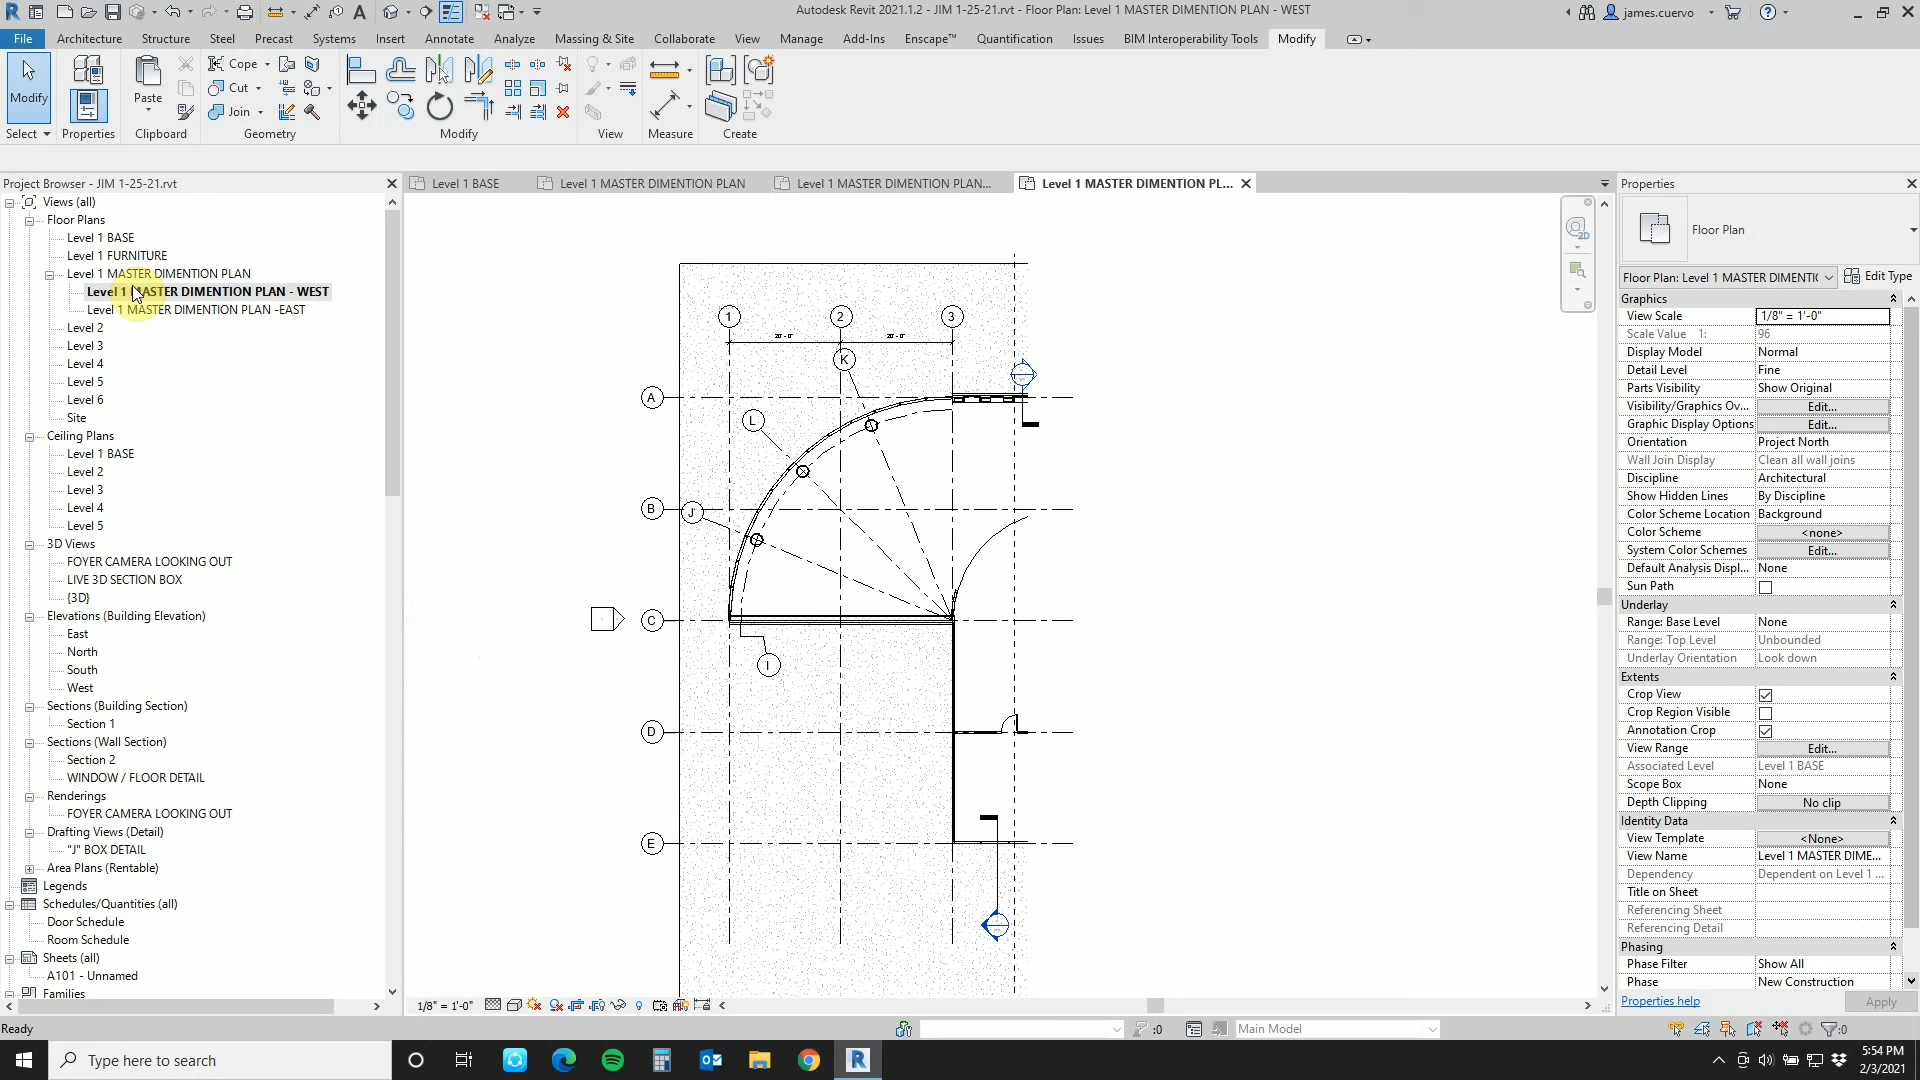 Autodesk Revit 2021.1.2 - JIM 1-25-21.rvt - Floor Plan: Level 1 MASTER DIMENTION PLAN - WEST
james.cuervo
File Architecture Structure Steel Precast Systems Insert Annotate Analyze Massing & Site Collaborate View Manage Add-Ins Enscape™ Quantification Issues BIM Interoperability Tools Modify
Cope
Modify
Paste
Cut
Join
Select Properties Clipboard Geometry Modify View Measure Create
Project Browser - JIM 1-25-21.rvt
Level 1 BASE
Level 1 MASTER DIMENTION PLAN
Level 1 MASTER DIMENTION PLAN...
Level 1 MASTER DIMENTION PL...
Views (all)
Floor Plans
Level 1 BASE
Level 1 FURNITURE
Level 1 MASTER DIMENTION PLAN
Level 1 MASTER DIMENTION PLAN - WEST
Level 1 MASTER DIMENTION PLAN -EAST
Level 2
Level 3
Level 4
Level 5
Level 6
Site
Ceiling Plans
Level 1 BASE
Level 2
Level 3
Level 4
Level 5
3D Views
FOYER CAMERA LOOKING OUT
LIVE 3D SECTION BOX
{3D}
Elevations (Building Elevation)
East
North
South
West
Sections (Building Section)
Section 1
Sections (Wall Section)
Section 2
WINDOW / FLOOR DETAIL
Renderings
FOYER CAMERA LOOKING OUT
Drafting Views (Detail)
"J" BOX DETAIL
Area Plans (Rentable)
Legends
Schedules/Quantities (all)
Door Schedule
Room Schedule
Sheets (all)
A101 - Unnamed
Families
1 2 3
K
A
L
B J
C
I
D
E
2D
Properties
Floor Plan
Floor Plan: Level 1 MASTER DIMENTI( Edit Type
Graphics
View Scale 1/8" = 1'-0"
Scale Value 1: 96
Display Model Normal
Detail Level Fine
Parts Visibility Show Original
Visibility/Graphics Ov... Edit...
Graphic Display Options Edit...
Orientation Project North
Wall Join Display Clean all wall joins
Discipline Architectural
Show Hidden Lines By Discipline
Color Scheme Location Background
Color Scheme <none>
System Color Schemes Edit...
Default Analysis Displ... None
Sun Path
Underlay
Range: Base Level None
Range: Top Level Unbounded
Underlay Orientation Look down
Extents
Crop View
Crop Region Visible
Annotation Crop
View Range Edit...
Associated Level Level 1 BASE
Scope Box None
Depth Clipping No clip
Identity Data
View Template <None>
View Name Level 1 MASTER DIME...
Dependency Dependent on Level 1 ...
Title on Sheet
Referencing Sheet
Referencing Detail
Phasing
Phase Filter Show All
Phase New Construction
Properties help Apply
1/8" = 1'-0"
Ready
:0
Main Model
:0
Type here to search
5:54 PM
2/3/2021